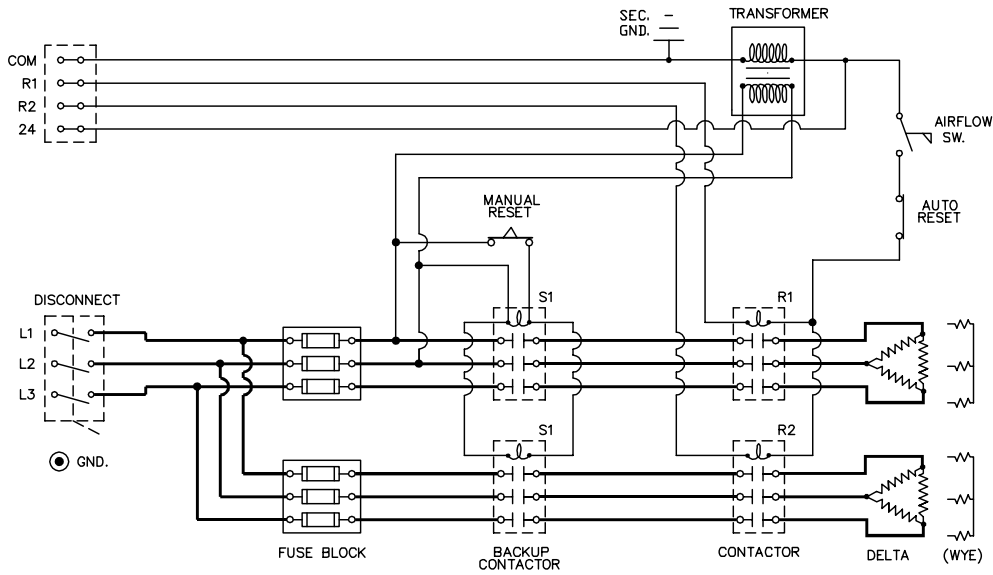 SEC.
GND.
TRANSFORMER
COM
R1
R2
24
AIRFLOW
SW.
MANUAL
RESET
AUTO
RESET
DISCONNECT
S1
R1
L1
L2
L3
S1
R2
GND.
FUSE BLOCK
BACKUP
CONTACTOR
CONTACTOR
DELTA
(WYE)